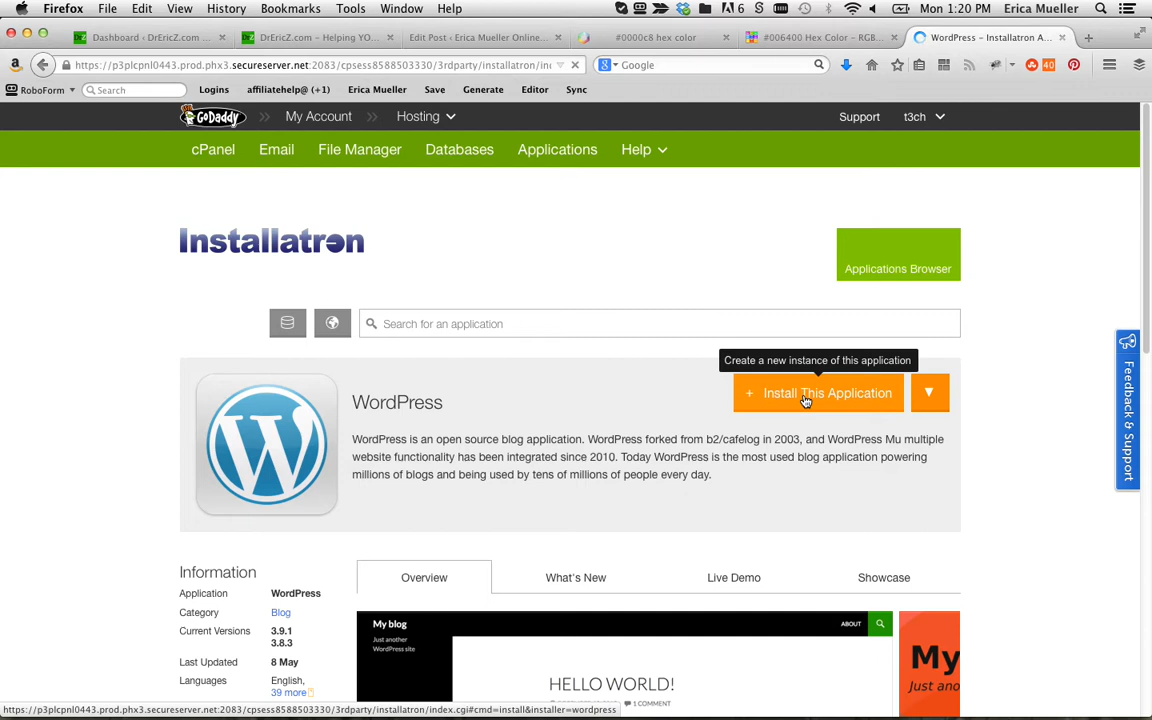 Firefox File Edit View History Bookmarks Tools Window Help 6 Mon 1:20 PM Erica Mueller
Dashboard ‹ DrEricZ.com ... DrEricZ.com – Helping YO... Edit Post ‹ Erica Mueller Online... #0000c8 hex color #006400 Hex Color – RGB... WordPress – Installatron A...
https://p3plcpnl0443.prod.phx3.secureserver.net:2083/cpsess8588503330/3rdparty/installatron/inc Google 40
RoboForm Search Logins affiliatehelp@ (+1) Erica Mueller Save Generate Editor Sync
GoDaddy My Account Hosting Support t3ch
cPanel Email File Manager Databases Applications Help
Installatron
Applications Browser
Search for an application
Create a new instance of this application
+ Install This Application
WordPress
WordPress is an open source blog application. WordPress forked from b2/cafelog in 2003, and WordPress Mu multiple
website functionality has been integrated since 2010. Today WordPress is the most used blog application powering
millions of blogs and being used by tens of millions of people every day.
Feedback & Support
Information
Application WordPress
Category Blog
Current Versions 3.9.1
3.8.3
Last Updated 8 May
Languages English,
39 more
Overview What's New Live Demo Showcase
My blog ABOUT
Just another
WordPress site
HELLO WORLD!
1 COMMENT
My
Just ano
https://p3plcpnl0443.prod.phx3.secureserver.net:2083/cpsess8588503330/3rdparty/installatron/index.cgi#cmd=install&installer=wordpress